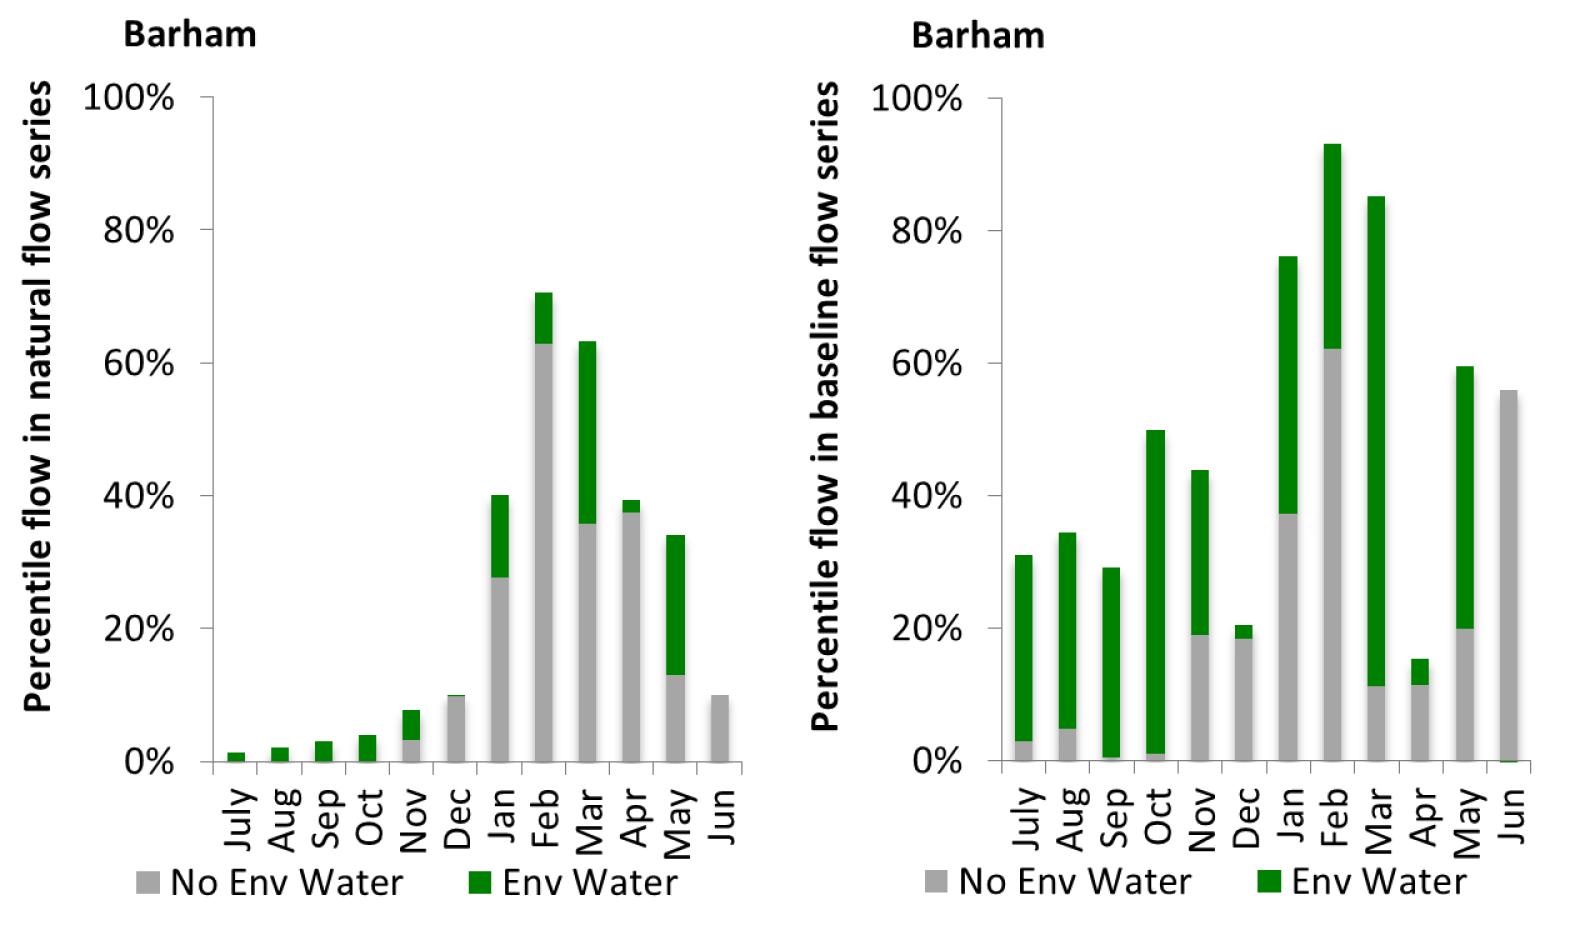 Barham
Percentile flow in natural flow series
100%
80%
60%
40%
20%
0%
July Aug Sep Oct Nov Dec Jan Feb Mar Apr May Jun
No Env Water Env Water
Barham
Percentile flow in baseline flow series
100%
80%
60%
40%
20%
0%
July Aug Sep Oct Nov Dec Jan Feb Mar Apr May Jun
No Env Water Env Water